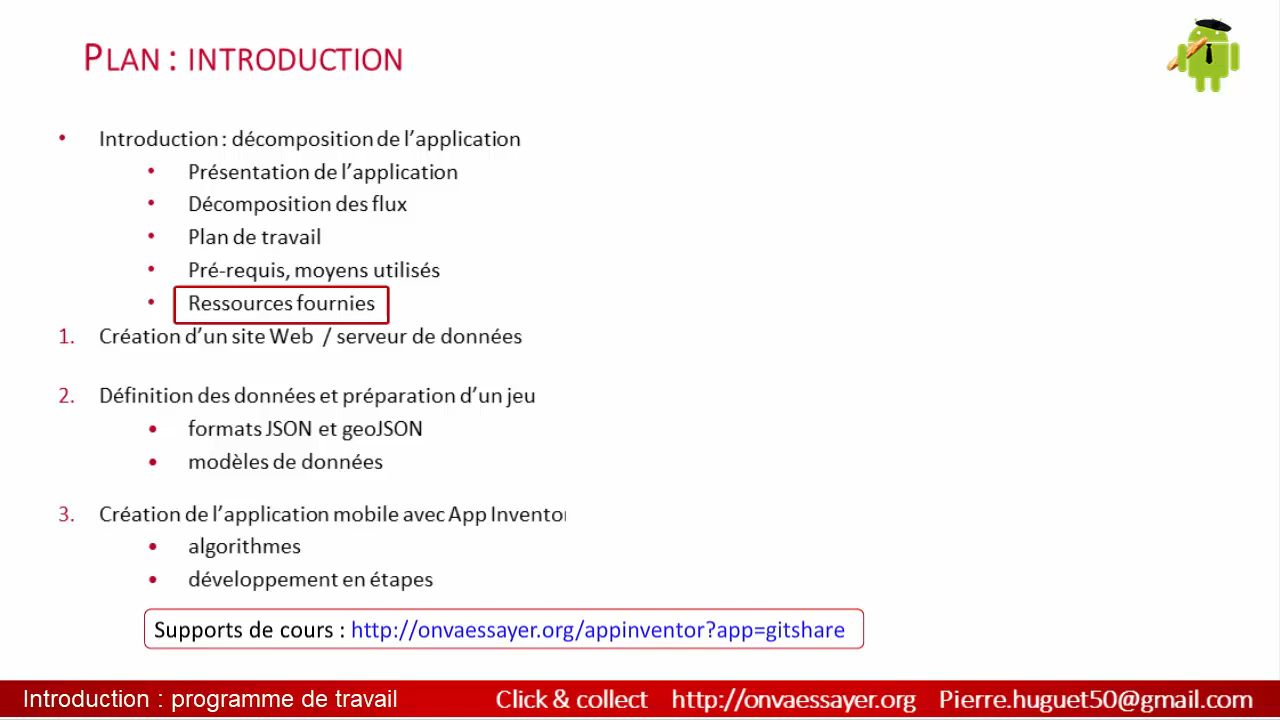 PLAN : INTRODUCTION
• Introduction : décomposition de l’application
• Présentation de l’application
• Décomposition des flux
• Plan de travail
• Pré-requis, moyens utilisés
• Ressources fournies
1. Création d’un site Web / serveur de données
2. Définition des données et préparation d’un jeu
• formats JSON et geoJSON
• modèles de données
3. Création de l’application mobile avec App Inventor
• algorithmes
• développement en étapes
Supports de cours : http://onvaessayer.org/appinventor?app=gitshare
Introduction : programme de travail Click & collect http://onvaessayer.org Pierre.huguet50@gmail.com